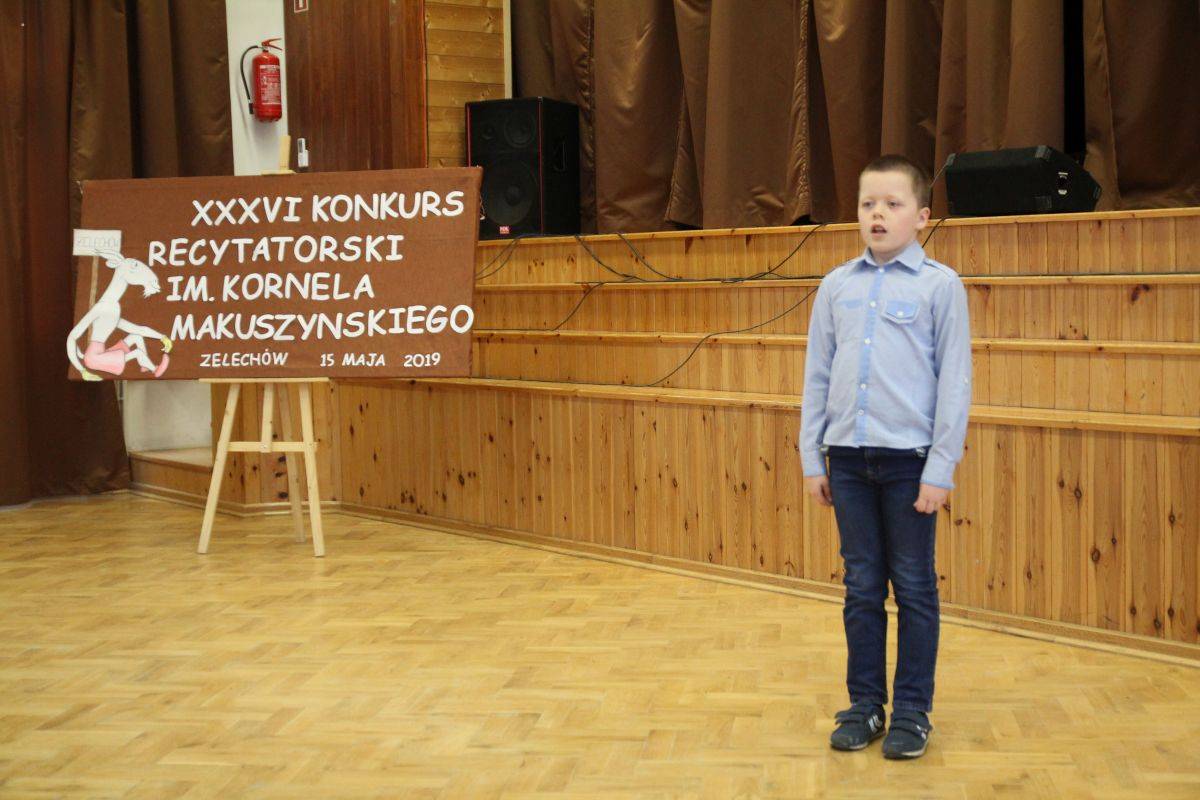 XXXVI KONKURS
RECYTATORSKI
IM. KORNELA
MAKUSZYNSKIEGO
ZELECHÓW 15 MAJA 2019